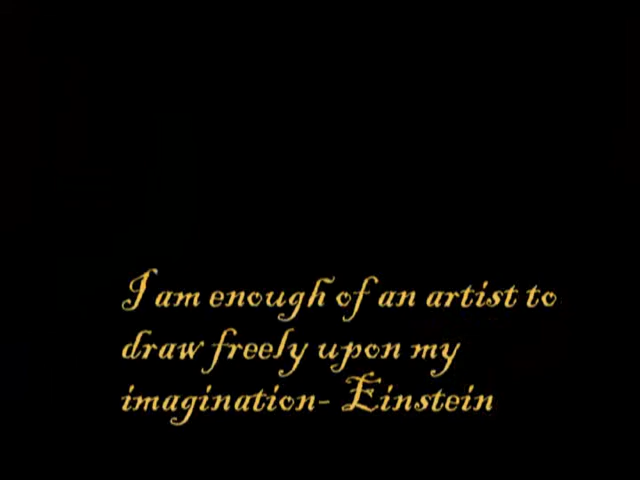 I am enough of an artist to
draw freely upon my
imagination- Einstein